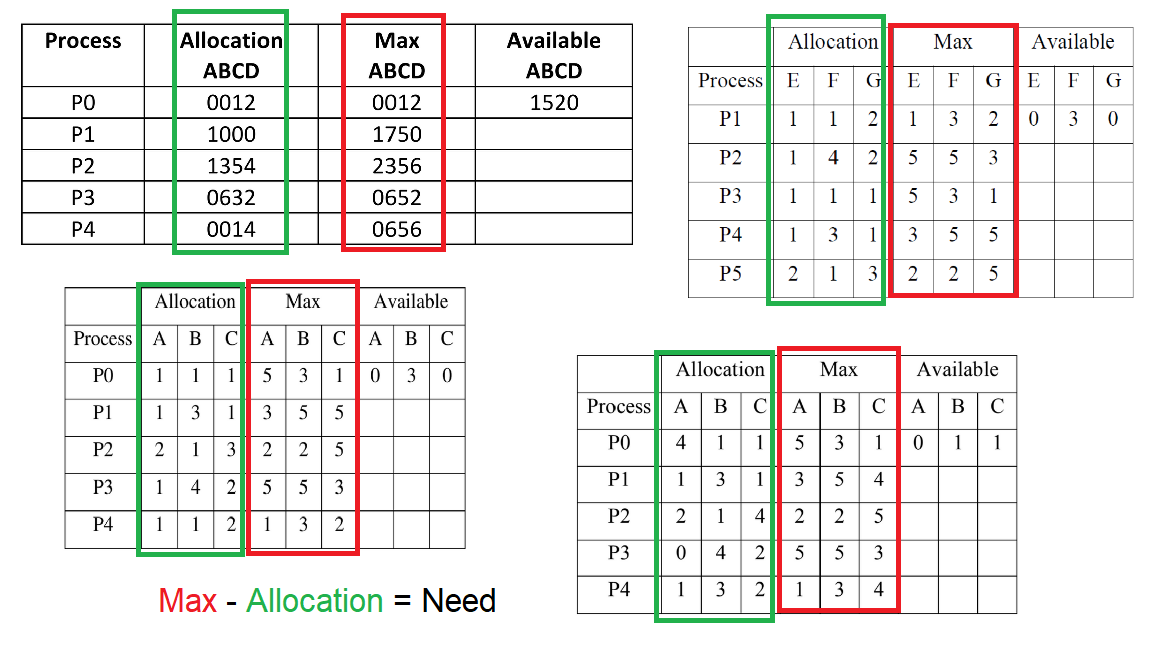 Process Allocation Max Available
ABCD ABCD ABCD
P0 0012 0012 1520
P1 1000 1750
P2 1354 2356
P3 0632 0652
P4 0014 0656
Allocation Max Available
Process E F G E F G E F G
P1 1 1 2 1 3 2 0 3 0
P2 1 4 2 5 5 3
P3 1 1 1 5 3 1
P4 1 3 1 3 5 5
P5 2 1 3 2 2 5
Allocation Max Available
Process A B C A B C A B C
P0 1 1 1 5 3 1 0 3 0
P1 1 3 1 3 5 5
P2 2 1 3 2 2 5
P3 1 4 2 5 5 3
P4 1 1 2 1 3 2
Allocation Max Available
Process A B C A B C A B C
P0 4 1 1 5 3 1 0 1 1
P1 1 3 1 3 5 4
P2 2 1 4 2 2 5
P3 0 4 2 5 5 3
P4 1 3 2 1 3 4
Max - Allocation = Need